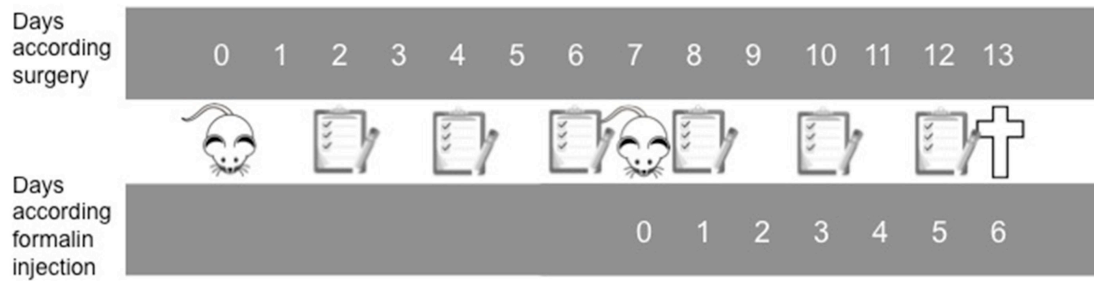 Days
according
surgery
0 1 2 3 4 5 6 7 8 9 10 11 12 13
Days
according
formalin
injection
0 1 2 3 4 5 6